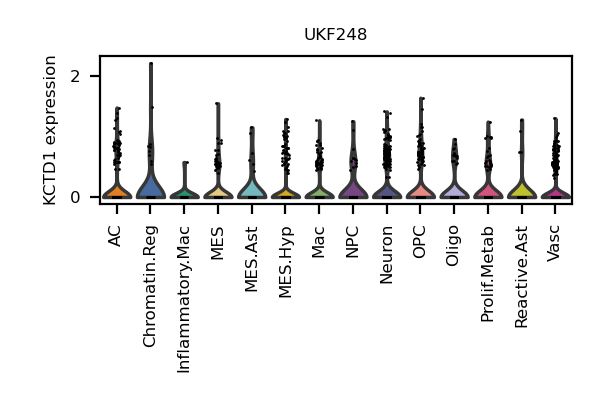 UKF248
KCTD1 expression
2
0
AC
Chromatin.Reg
Inflammatory.Mac
MES
MES.Ast
MES.Hyp
Mac
NPC
Neuron
OPC
Oligo
Prolif.Metab
Reactive.Ast
Vasc